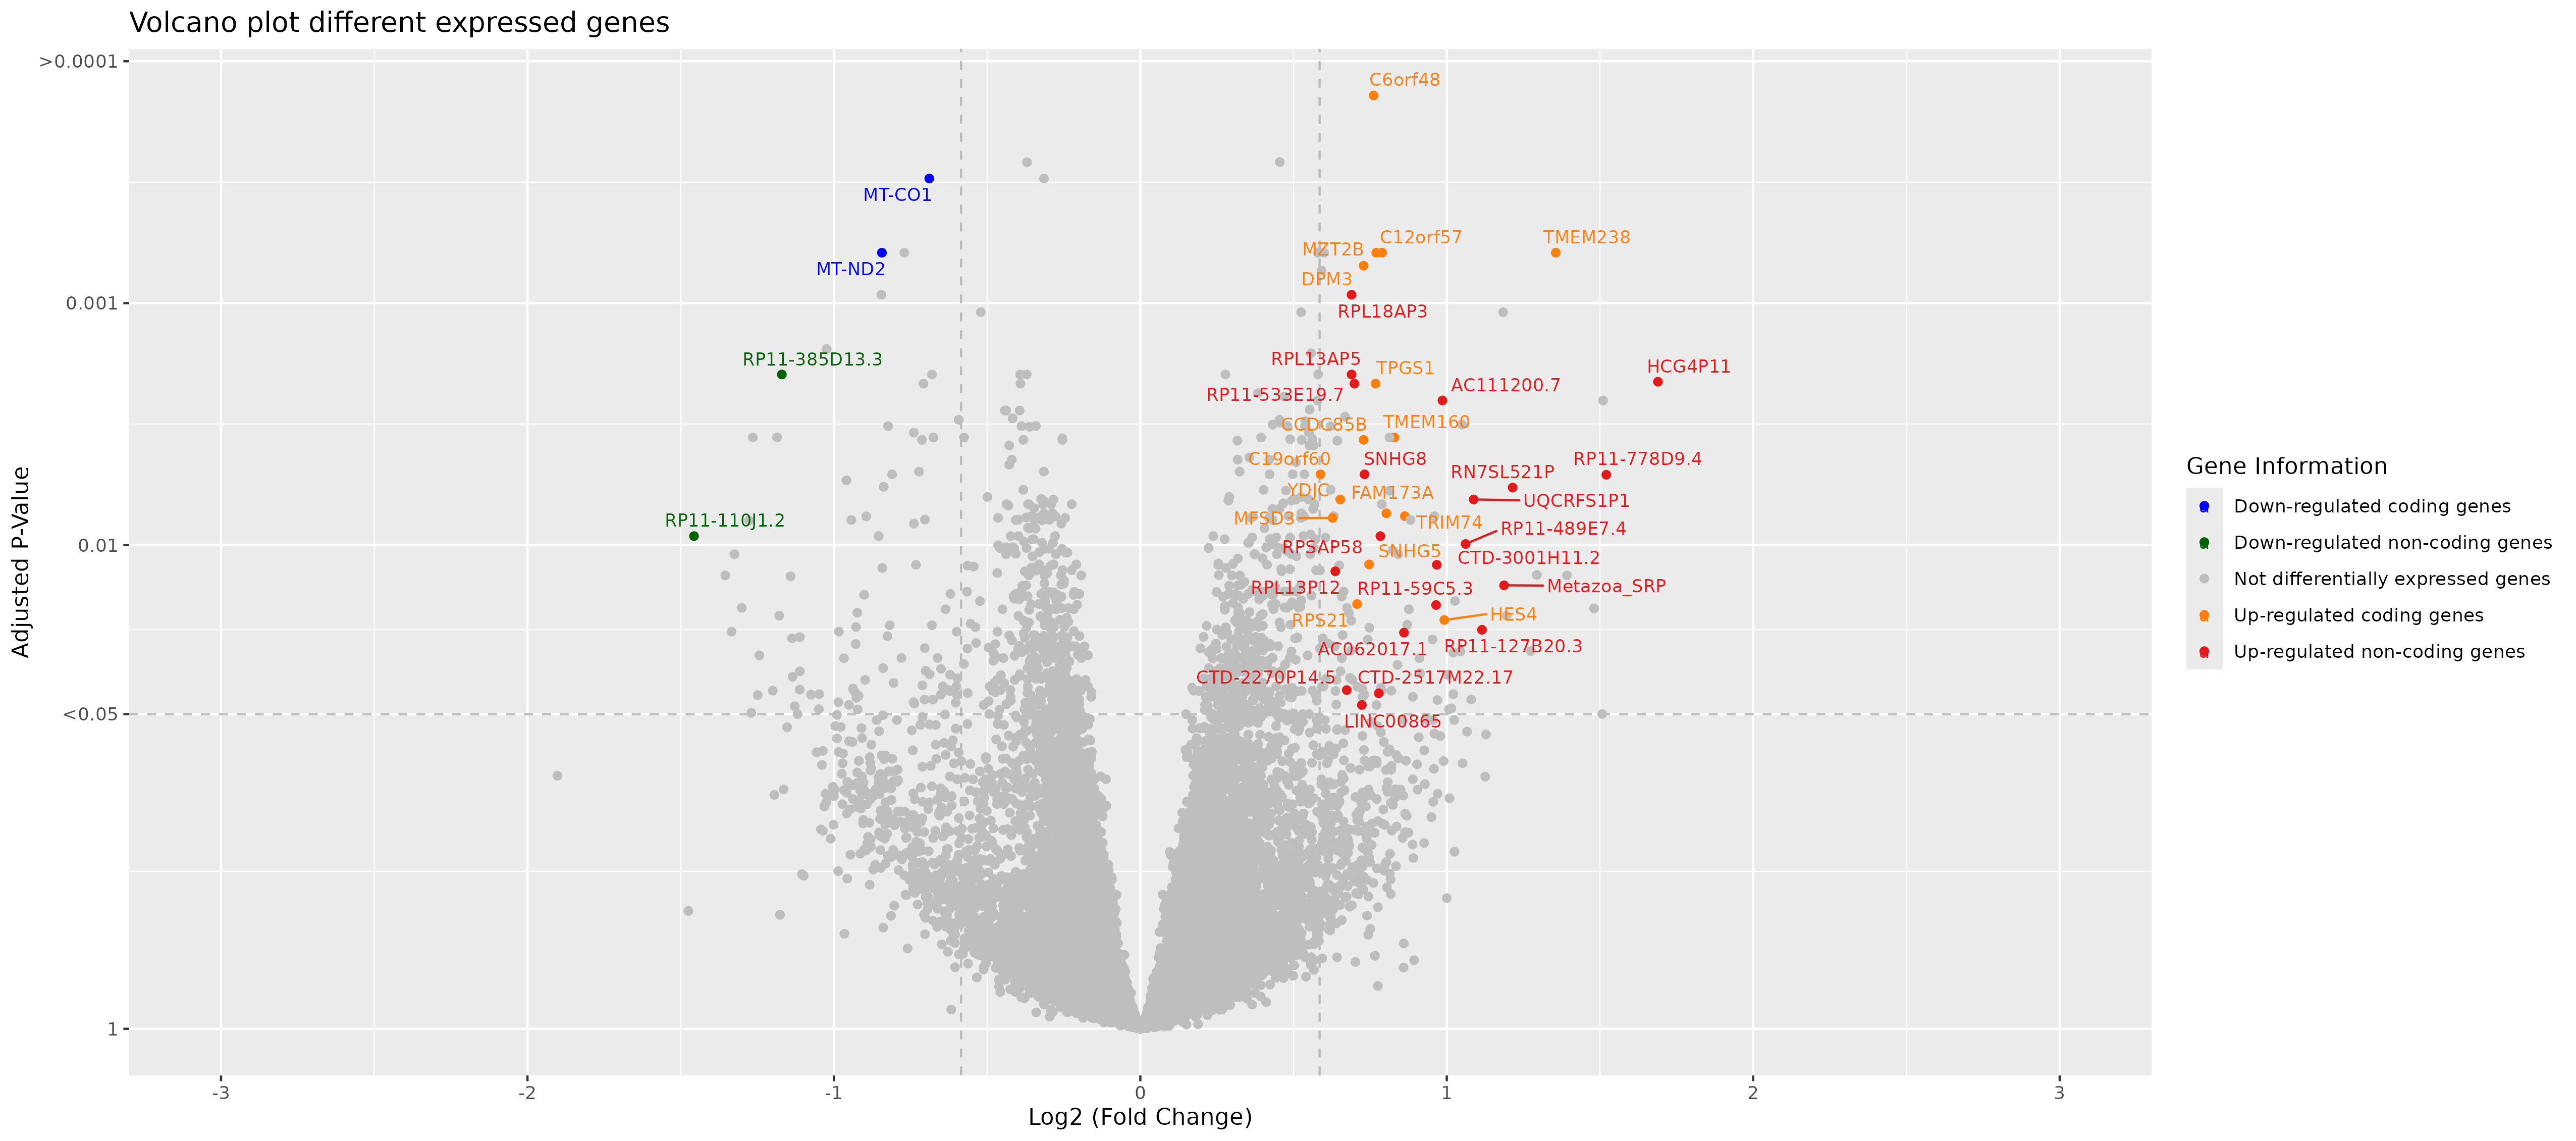 Volcano plot different expressed genes
>0.0001
0.001
0.01
<0.05
1
Adjusted P-Value
C6orf48
MT-CO1
C12orf57
TMEM238
MZT2B
MT-ND2
DPM3
RPL18AP3
RP11-385D13.3
RPL13AP5
TPGS1
HCG4P11
AC111200.7
RP11-533E19.7
CCDC85B
TMEM160
C19orf60
SNHG8
RP11-778D9.4
RN7SL521P
YDJC
FAM173A
UQCRFS1P1
RP11-110J1.2
MFSD3
TRIM74
RP11-489E7.4
RPSAP58
SNHG5
CTD-3001H11.2
RPL13P12
RP11-59C5.3
Metazoa_SRP
RPS21
HES4
AC062017.1
RP11-127B20.3
CTD-2270P14.5
CTD-2517M22.17
LINC00865
-3
-2
-1
0
1
2
3
Log2 (Fold Change)
Gene Information
Down-regulated coding genes
Down-regulated non-coding genes
Not differentially expressed genes
Up-regulated coding genes
Up-regulated non-coding genes